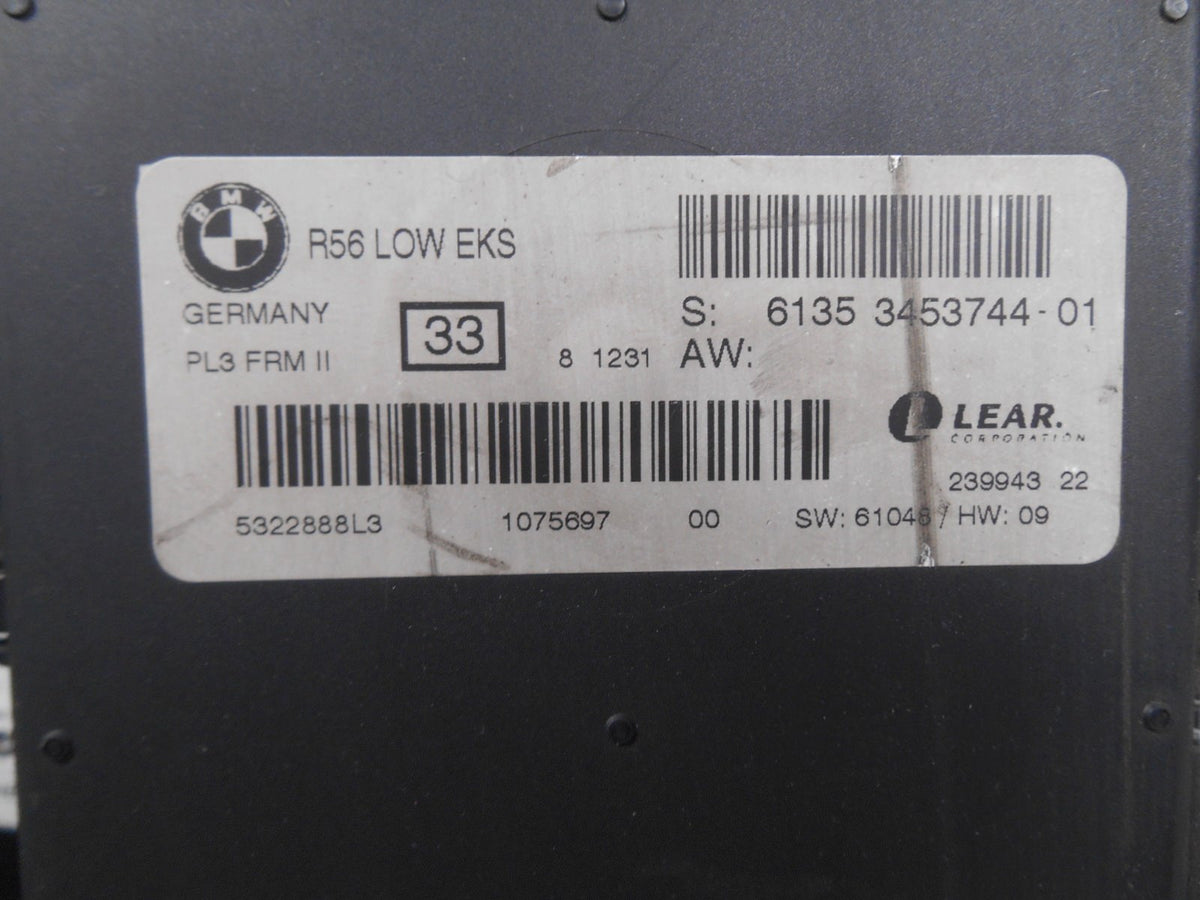 BMW
R56 LOW EKS
GERMANY
33
S: 6135 3453744-01
PL3 FRM II
8 1231
AW:
LEAR.
CORPORATION
239943 22
5322888L3 1075697 00 SW: 61048 / HW: 09